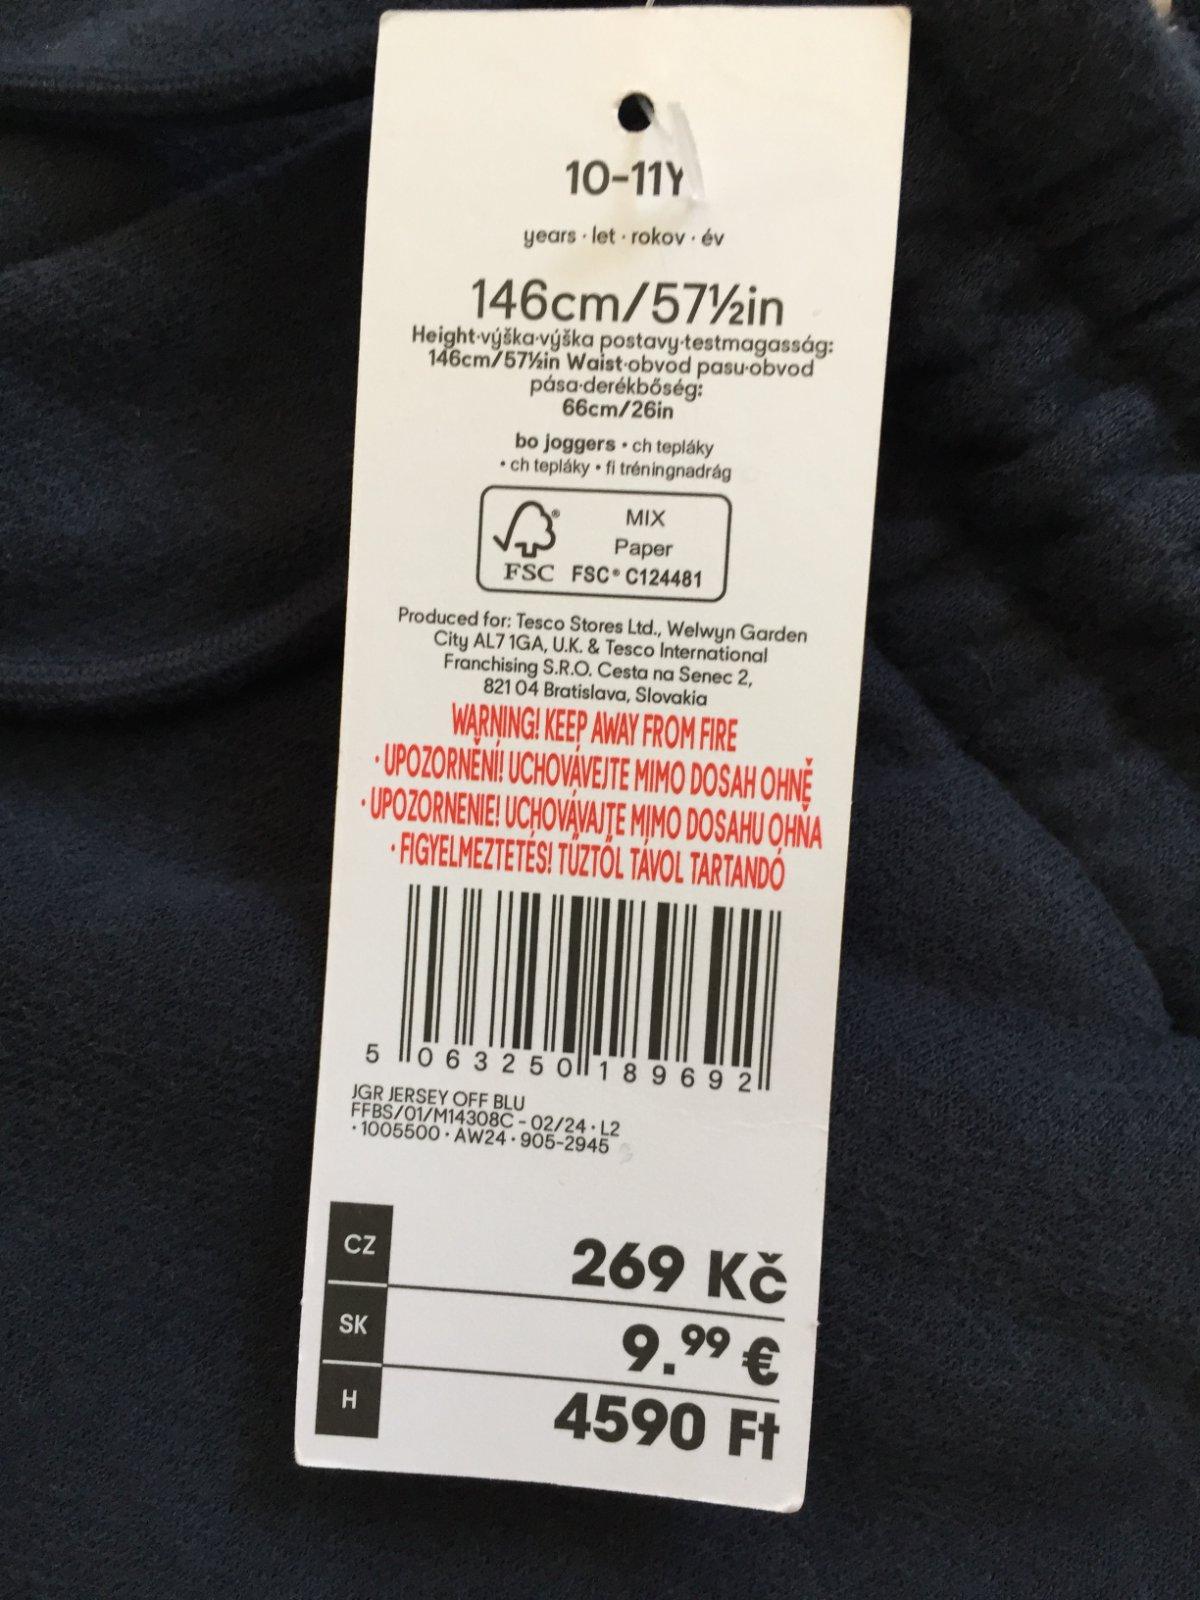 10-11Y
years · let · rokov · év
146cm/57½in
Height·výška·výška postavy·testmagasság:
146cm/57½in Waist·obvod pasu·obvod
pása·derékbőség:
66cm/26in
bo joggers • ch tepláky
• ch tepláky • fi tréningnadrág
MIX
Paper
FSC® C124481
FSC
Produced for: Tesco Stores Ltd., Welwyn Garden
City AL7 1GA, U.K. & Tesco International
Franchising S.R.O. Cesta na Senec 2,
821 04 Bratislava, Slovakia
WARNING! KEEP AWAY FROM FIRE
· UPOZORNĚNÍ! UCHOVÁVEJTE MIMO DOSAH OHNĚ
· UPOZORNENIE! UCHOVÁVAJTE MIMO DOSAHU OHŇA
· FIGYELMEZTETÉS! TŰZTŐL TÁVOL TARTANDÓ
5 063250 189692
JGR JERSEY OFF BLU
FFBS/01/M14308C - 02/24 · L2
· 1005500 · AW24 · 905-2945
CZ 269 Kč
SK 9.99 €
H 4590 Ft